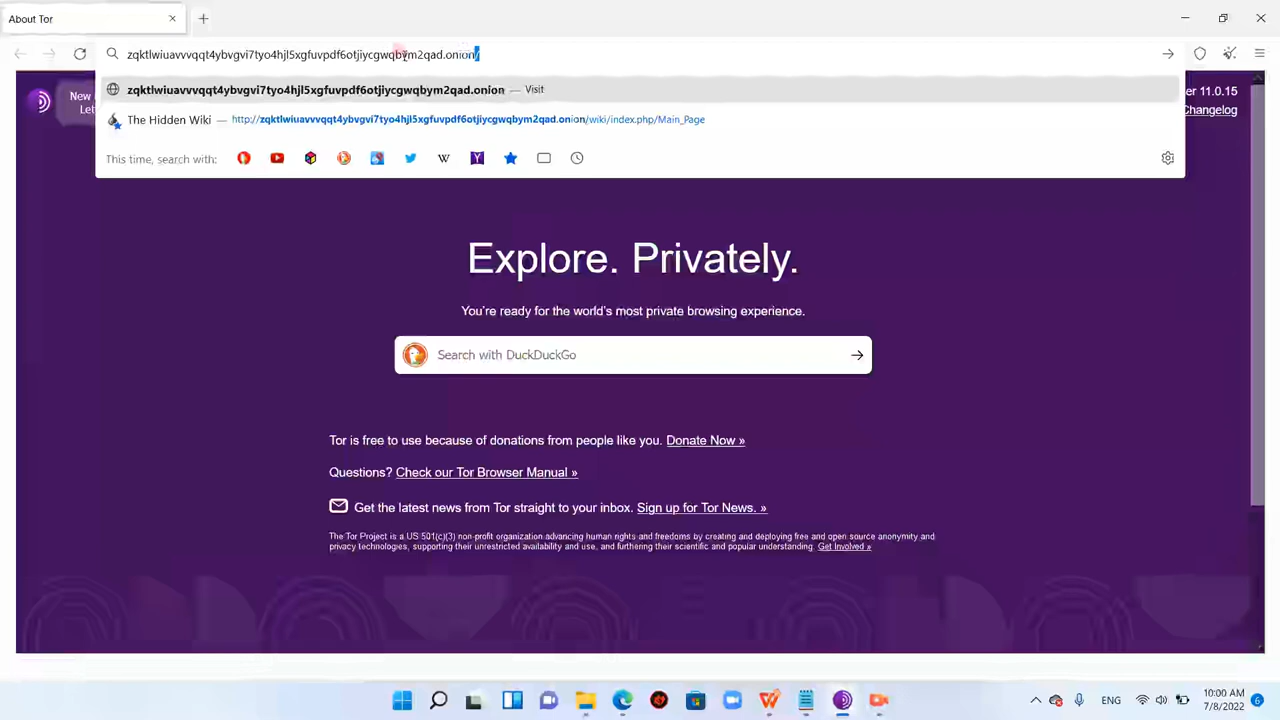 About Tor
zqktlwiuavvvqqt4ybvgvi7tyo4hjl5xgfuvpdf6otjiycgwqbym2qad.onion/
zqktlwiuavvvqqt4ybvgvi7tyo4hjl5xgfuvpdf6otjiycgwqbym2qad.onion — Visit
New
er 11.0.15
The Hidden Wiki — http://zqktlwiuavvvqqt4ybvgvi7tyo4hjl5xgfuvpdf6otjiycgwqbym2qad.onion/wiki/index.php/Main_Page
Let
Changelog
This time, search with:
Explore. Privately.
You're ready for the world's most private browsing experience.
Search with DuckDuckGo
Tor is free to use because of donations from people like you. Donate Now »
Questions? Check our Tor Browser Manual »
Get the latest news from Tor straight to your inbox. Sign up for Tor News. »
The Tor Project is a US 501(c)(3) non-profit organization advancing human rights and freedoms by creating and deploying free and open source anonymity and
privacy technologies, supporting their unrestricted availability and use, and furthering their scientific and popular understanding. Get Involved »
ENG
10:00 AM
7/8/2022
6